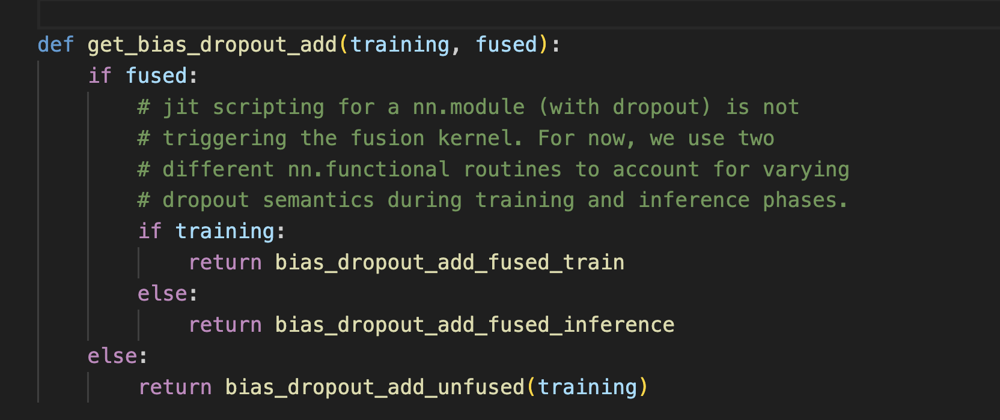 def get_bias_dropout_add(training, fused):
    if fused:
        # jit scripting for a nn.module (with dropout) is not
        # triggering the fusion kernel. For now, we use two
        # different nn.functional routines to account for varying
        # dropout semantics during training and inference phases.
        if training:
            return bias_dropout_add_fused_train
        else:
            return bias_dropout_add_fused_inference
    else:
        return bias_dropout_add_unfused(training)